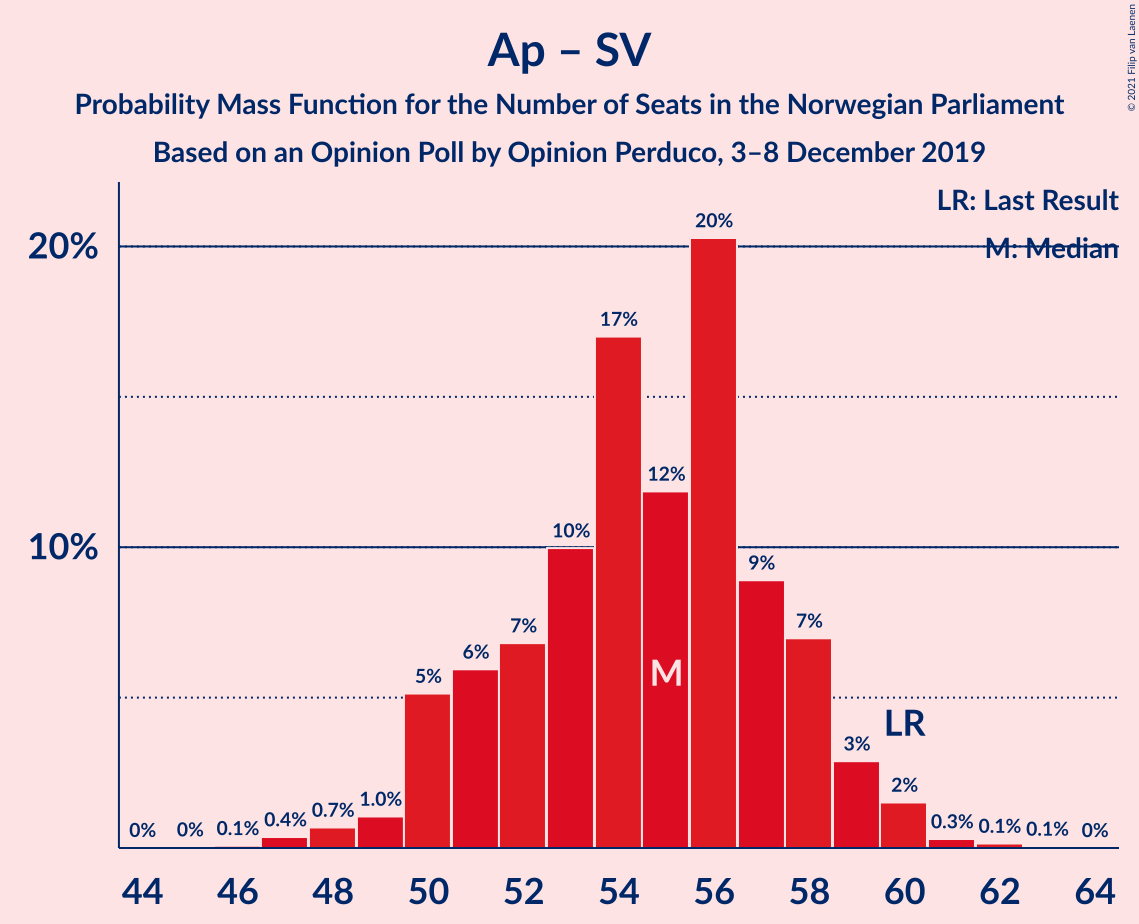 Ap – SV
Probability Mass Function for the Number of Seats in the Norwegian Parliament
Based on an Opinion Poll by Opinion Perduco, 3–8 December 2019
© 2021 Filip van Laenen
LR: Last Result
M: Median
20%
10%
0% 0% 0.1% 0.4% 0.7% 1.0% 5% 6% 7% 10% 17% 12% 20% 9% 7% 3% 2% 0.3% 0.1% 0.1% 0%
M
LR
44 46 48 50 52 54 56 58 60 62 64